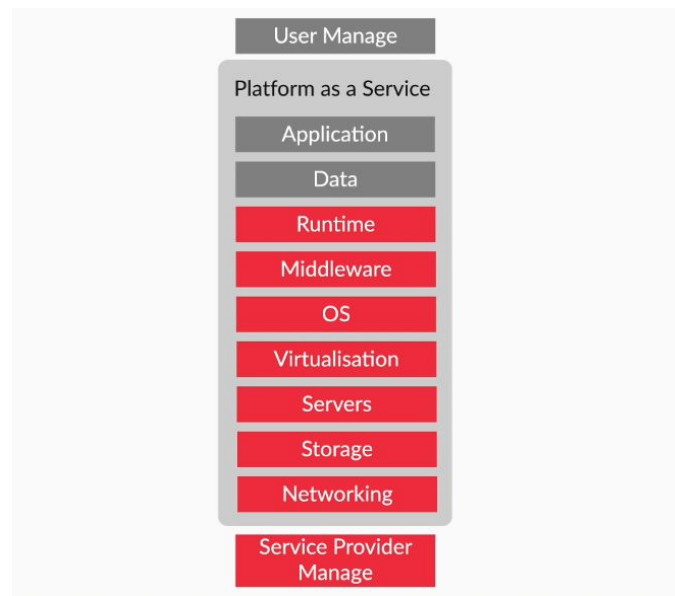 User Manage
Platform as a Service
Application
Data
Runtime
Middleware
OS
Virtualisation
Servers
Storage
Networking
Service Provider
Manage